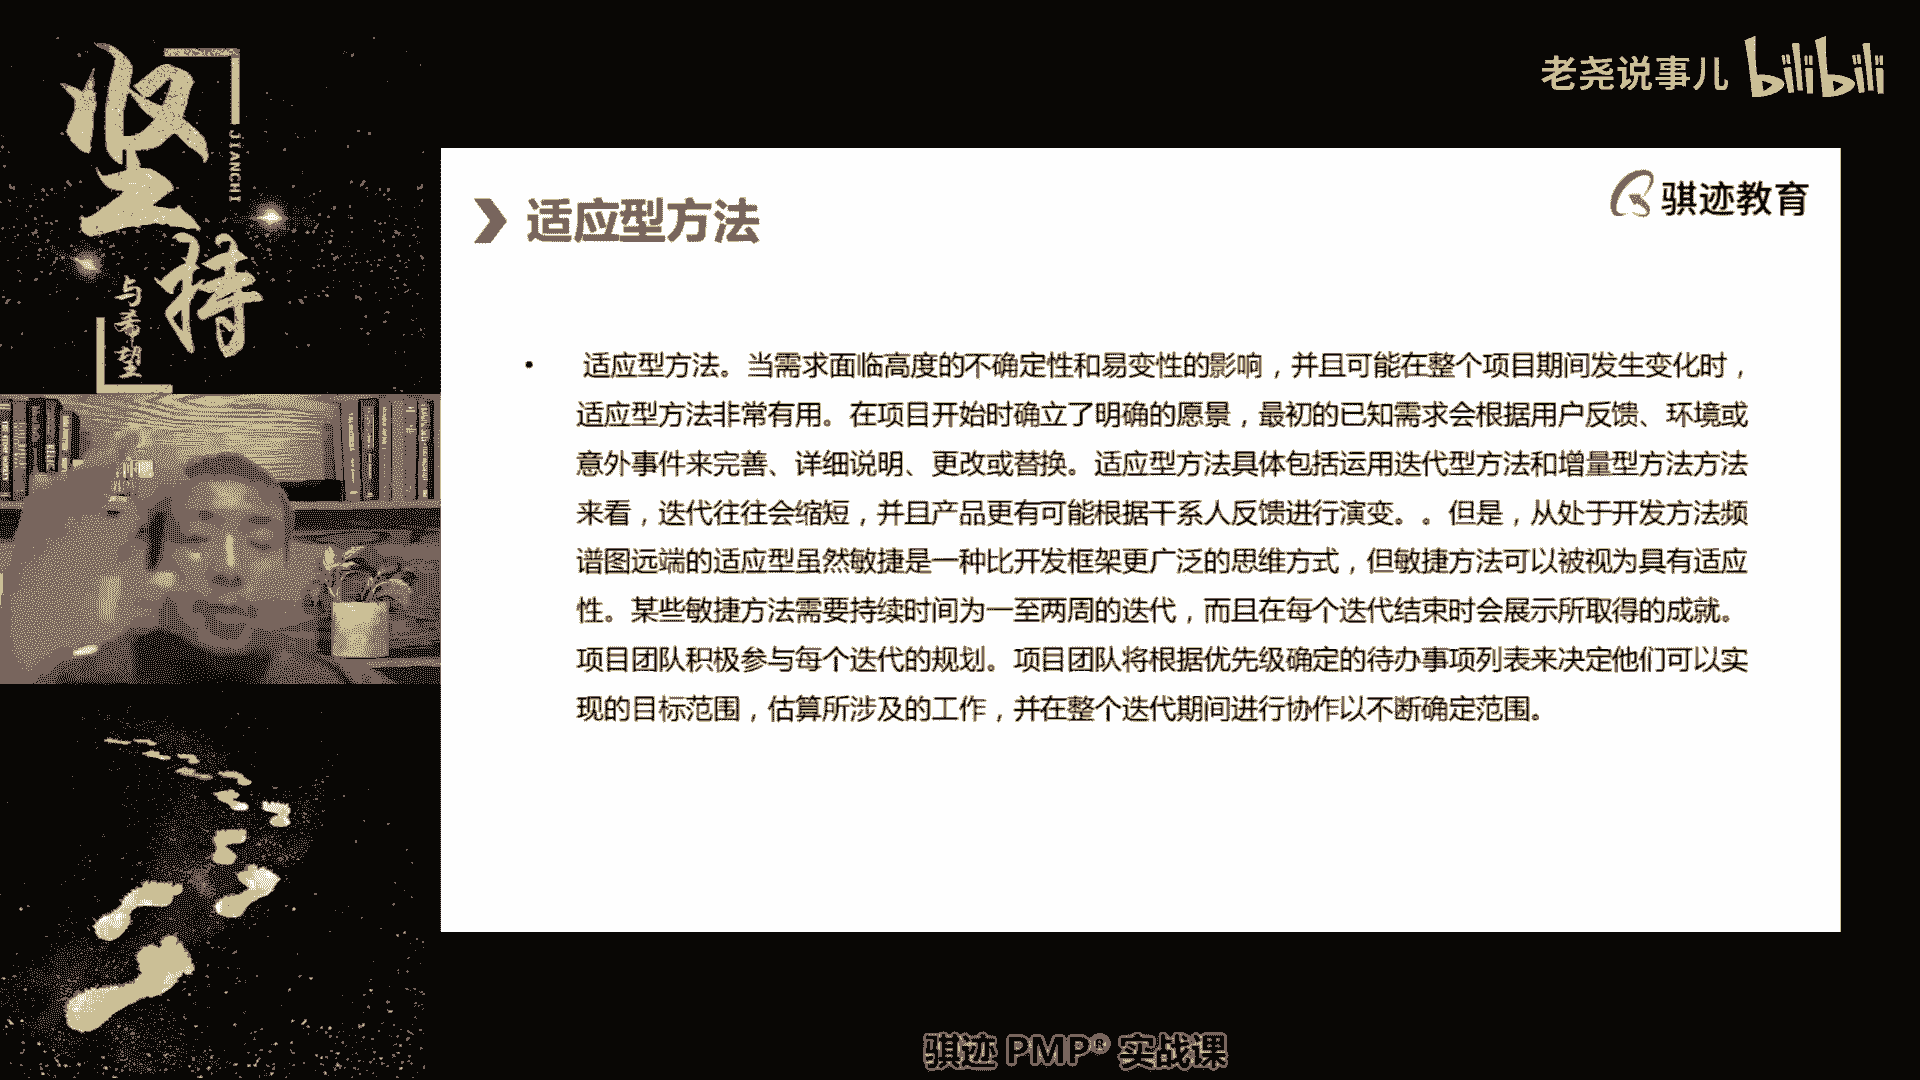 坚持
JIANCHI
与希望
老尧说事儿 bilibili
骐迹教育
适应型方法
• 适应型方法。当需求面临高度的不确定性和易变性的影响，并且可能在整个项目期间发生变化时，
适应型方法非常有用。在项目开始时确立了明确的愿景，最初的已知需求会根据用户反馈、环境或
意外事件来完善、详细说明、更改或替换。适应型方法具体包括运用迭代型方法和增量型方法方法
来看，迭代往往会缩短，并且产品更有可能根据干系人反馈进行演变。。但是，从处于开发方法频
谱图远端的适应型虽然敏捷是一种比开发框架更广泛的思维方式，但敏捷方法可以被视为具有适应
性。某些敏捷方法需要持续时间为一至两周的迭代，而且在每个迭代结束时会展示所取得的成就。
项目团队积极参与每个迭代的规划。项目团队将根据优先级确定的待办事项列表来决定他们可以实
现的目标范围，估算所涉及的工作，并在整个迭代期间进行协作以不断确定范围。
骐迹 PMP® 实战课